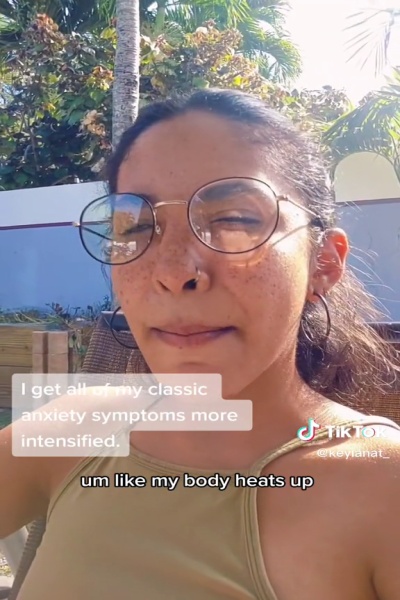 I get all of my classic
anxiety symptoms more
intensified.
TikTok
@keylanat_
um like my body heats up